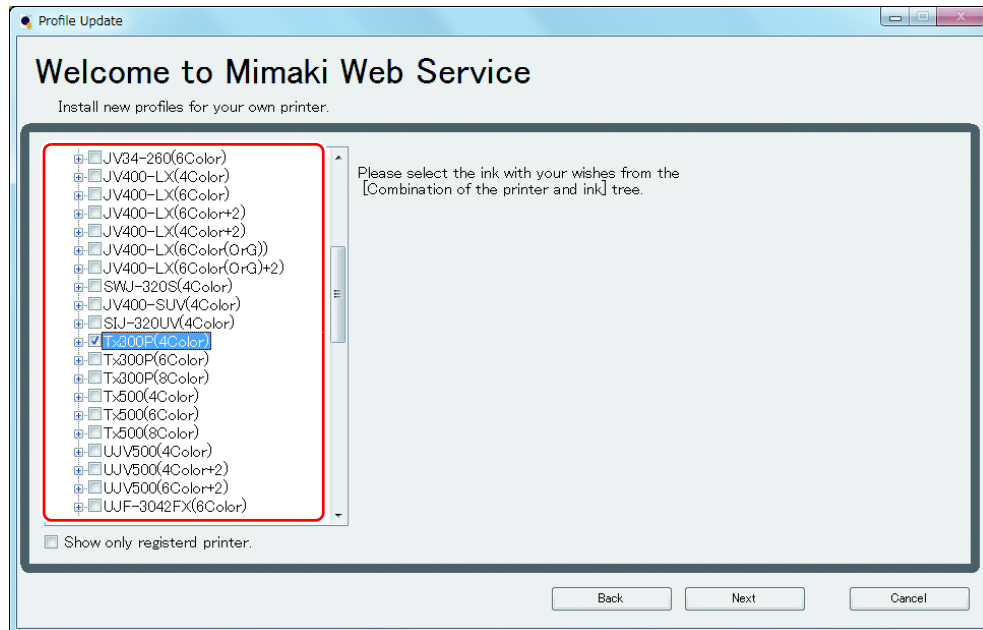 Profile Update
Welcome to Mimaki Web Service
Install new profiles for your own printer.
JV34-260(6Color)
JV400-LX(4Color)
JV400-LX(6Color)
JV400-LX(6Color+2)
JV400-LX(4Color+2)
JV400-LX(6Color(OrG))
JV400-LX(6Color(OrG)+2)
SWJ-320S(4Color)
JV400-SUV(4Color)
SIJ-320UV(4Color)
Tx300P(4Color)
Tx300P(6Color)
Tx300P(8Color)
Tx500(4Color)
Tx500(6Color)
Tx500(8Color)
UJV500(4Color)
UJV500(4Color+2)
UJV500(6Color+2)
UJF-3042FX(6Color)
Please select the ink with your wishes from the
[Combination of the printer and ink] tree.
Show only registerd printer.
Back
Next
Cancel